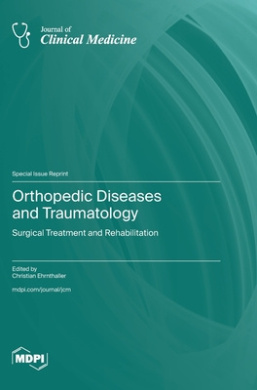 Journal of
Clinical Medicine
Special Issue Reprint
Orthopedic Diseases
and Traumatology
Surgical Treatment and Rehabilitation
Edited by
Christian Ehrnthaller
mdpi.com/journal/jcm
MDPI